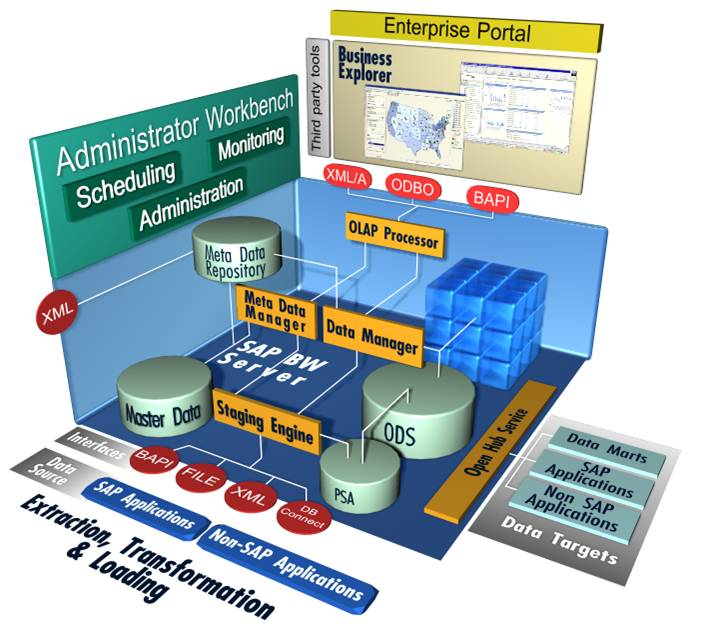 Enterprise Portal
Third party tools
Business
Explorer
Administrator Workbench
Scheduling
Monitoring
Administration
XML/A
ODBO
BAPI
OLAP Processor
Meta Data
Repository
XML
Meta Data
Manager
Data Manager
SAP BW
Server
Master Data
Staging Engine
ODS
PSA
Open Hub Service
Interfaces
BAPI
FILE
XML
DB
Connect
Data
Source
SAP Applications
Non-SAP Applications
Extraction, Transformation
& Loading
Data Marts
SAP
Applications
Non SAP
Applications
Data Targets